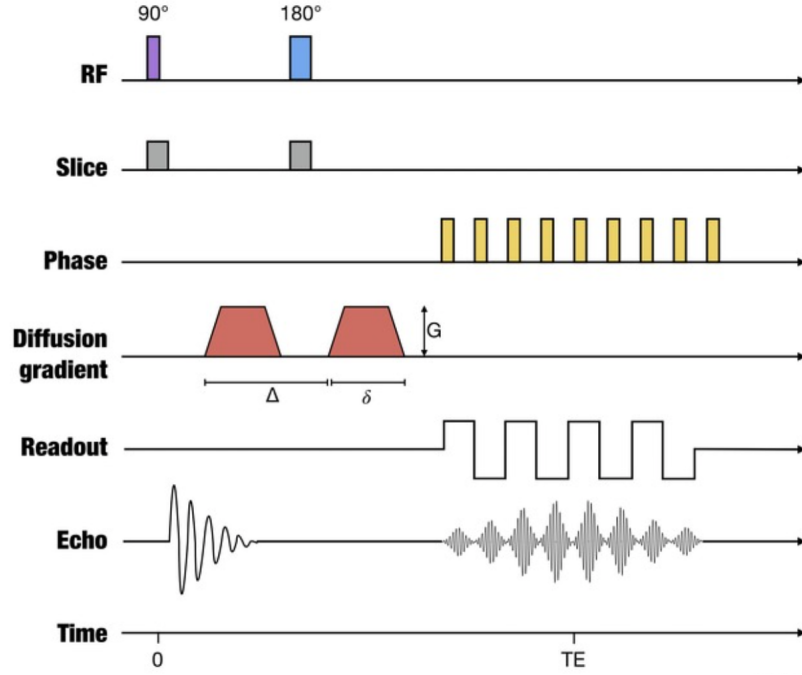 90° 180°
RF
Slice
Phase
Diffusion
gradient
G
Δ δ
Readout
Echo
Time
0 TE